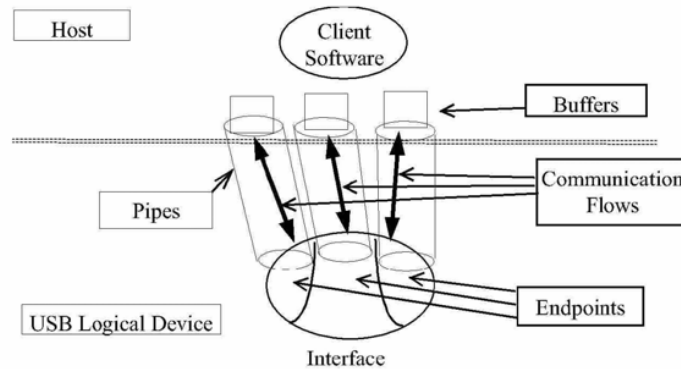 Host
Client
Software
Buffers
Communication
Flows
Pipes
Endpoints
USB Logical Device
Interface